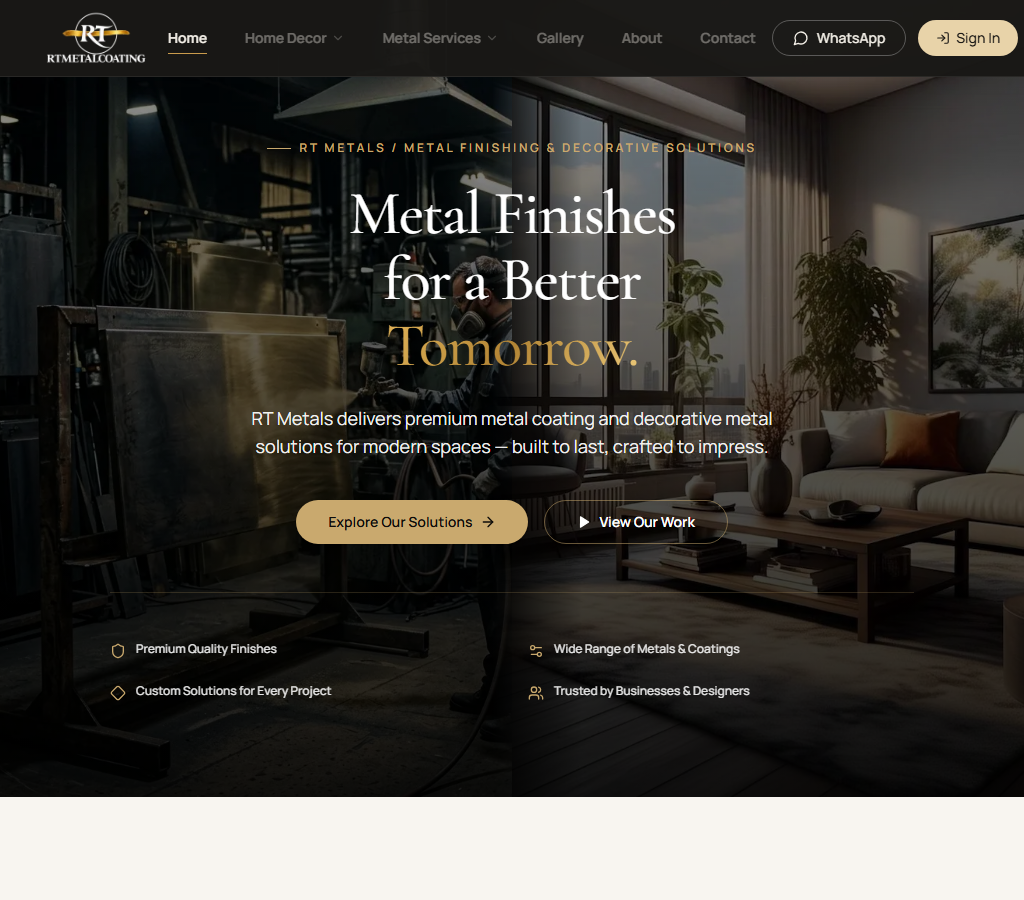 RT
RTMETALCOATING
Home
Home Decor
Metal Services
Gallery
About
Contact
WhatsApp
Sign In
RT METALS / METAL FINISHING & DECORATIVE SOLUTIONS
Metal Finishes
for a Better
Tomorrow.
RT Metals delivers premium metal coating and decorative metal
solutions for modern spaces — built to last, crafted to impress.
Explore Our Solutions
View Our Work
Premium Quality Finishes
Wide Range of Metals & Coatings
Custom Solutions for Every Project
Trusted by Businesses & Designers